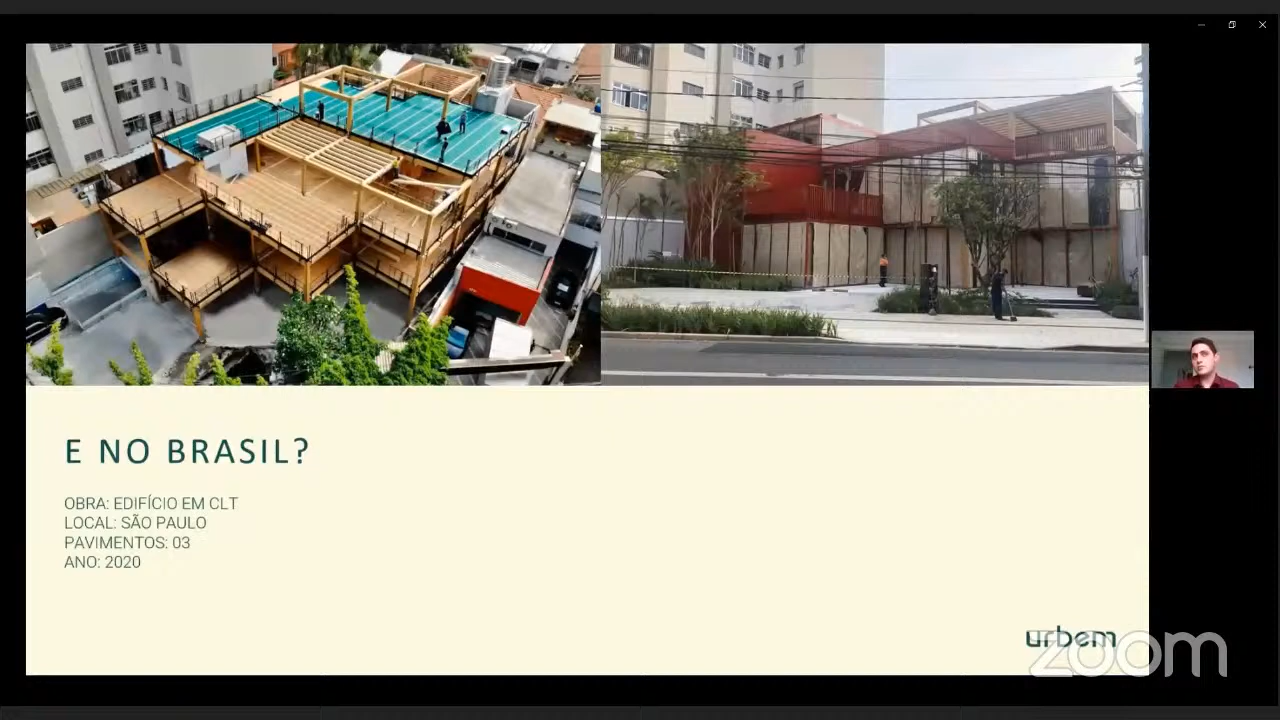 E NO BRASIL?
OBRA: EDIFÍCIO EM CLT
LOCAL: SÃO PAULO
PAVIMENTOS: 03
ANO: 2020
urbem
zoom